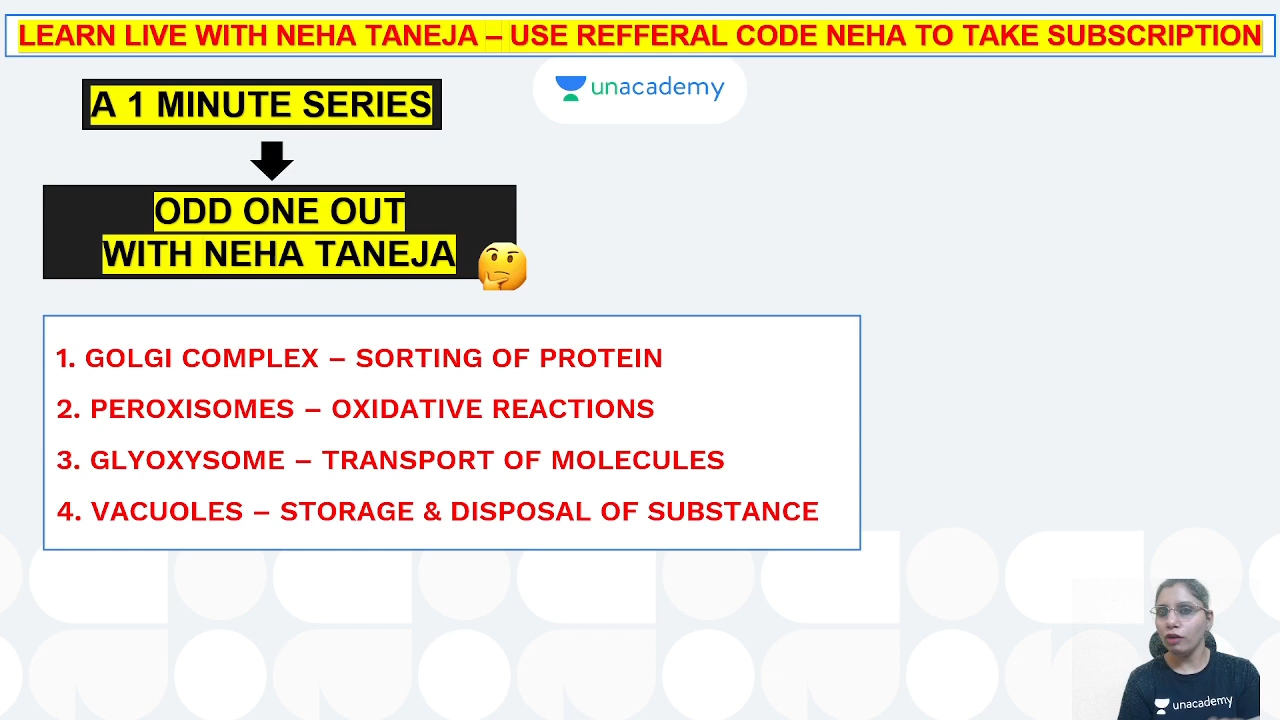 LEARN LIVE WITH NEHA TANEJA – USE REFFERAL CODE NEHA TO TAKE SUBSCRIPTION
unacademy
A 1 MINUTE SERIES
ODD ONE OUT
WITH NEHA TANEJA
1. GOLGI COMPLEX – SORTING OF PROTEIN
2. PEROXISOMES – OXIDATIVE REACTIONS
3. GLYOXYSOME – TRANSPORT OF MOLECULES
4. VACUOLES – STORAGE & DISPOSAL OF SUBSTANCE
unacademy